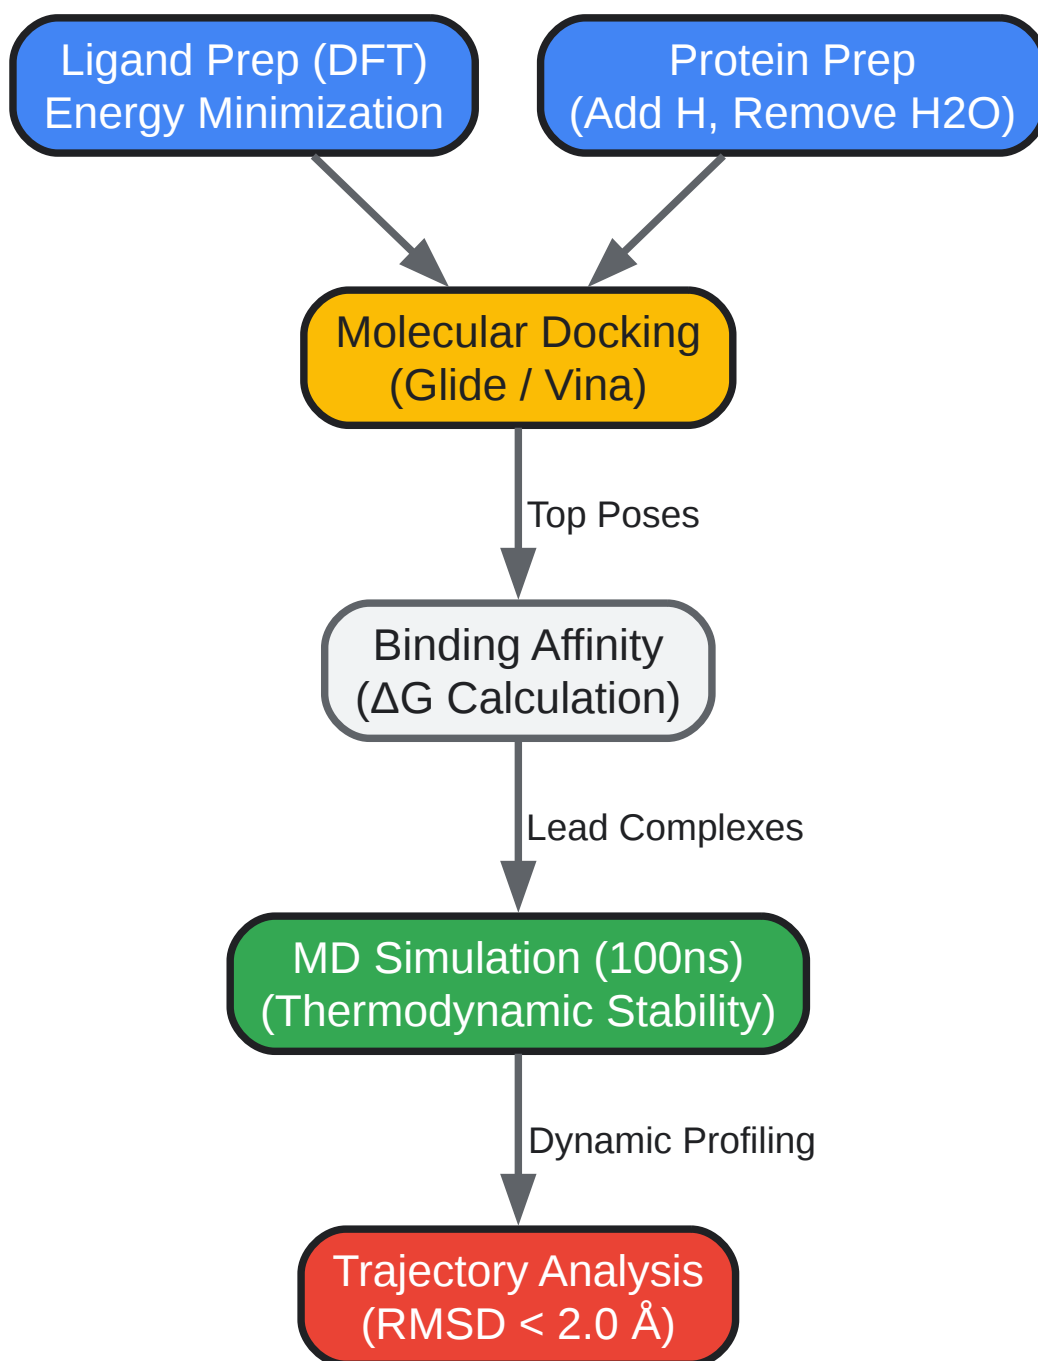 Ligand Prep (DFT)
Energy Minimization
Protein Prep
(Add H, Remove H2O)
Molecular Docking
(Glide / Vina)
Top Poses
Binding Affinity
(ΔG Calculation)
Lead Complexes
MD Simulation (100ns)
(Thermodynamic Stability)
Dynamic Profiling
Trajectory Analysis
(RMSD < 2.0 Å)